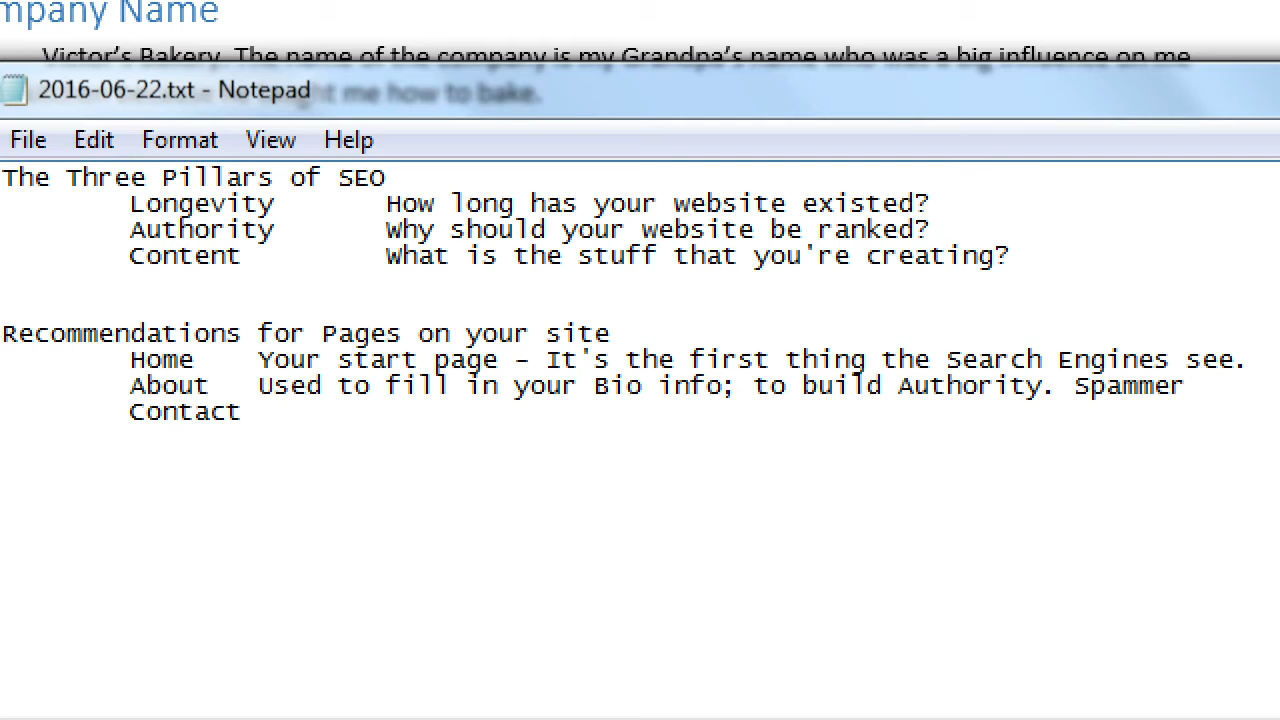 mpany Name
Victor's Bakery. The name of the company is my Grandpa's name who was a big influence on me
2016-06-22.txt - Notepad
me how to bake.
File Edit Format View Help
The Three Pillars of SEO
Longevity How long has your website existed?
Authority Why should your website be ranked?
Content What is the stuff that you're creating?
Recommendations for Pages on your site
Home Your start page – It's the first thing the Search Engines see.
About Used to fill in your Bio info; to build Authority. Spammer
Contact